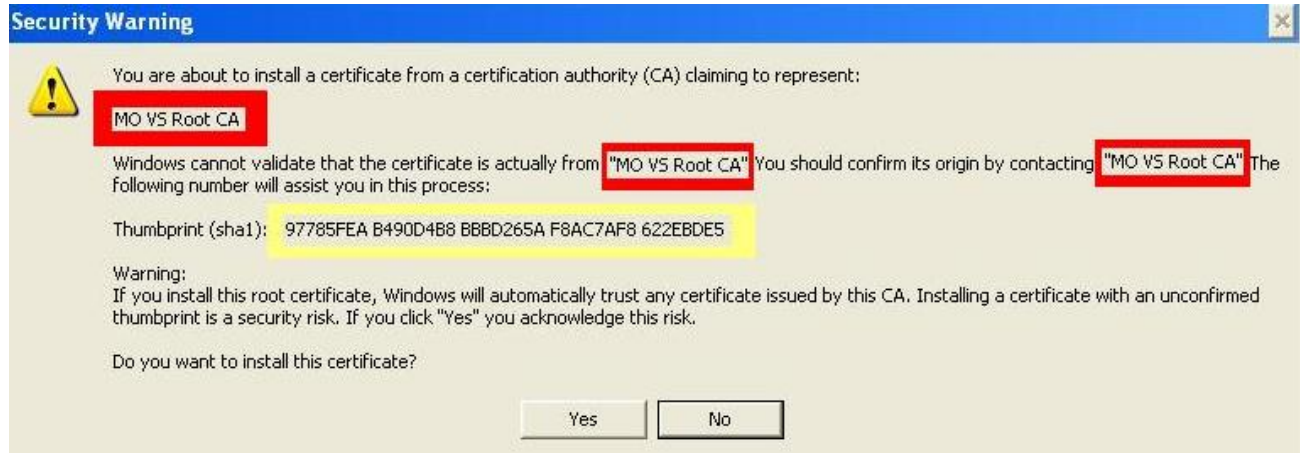 Security Warning
You are about to install a certificate from a certification authority (CA) claiming to represent:
MO VS Root CA
Windows cannot validate that the certificate is actually from "MO VS Root CA" You should confirm its origin by contacting "MO VS Root CA" The
following number will assist you in this process:
Thumbprint (sha1): 97785FEA B490D4B8 BBBD265A F8AC7AF8 622EBDE5
Warning:
If you install this root certificate, Windows will automatically trust any certificate issued by this CA. Installing a certificate with an unconfirmed
thumbprint is a security risk. If you click "Yes" you acknowledge this risk.
Do you want to install this certificate?
Yes No